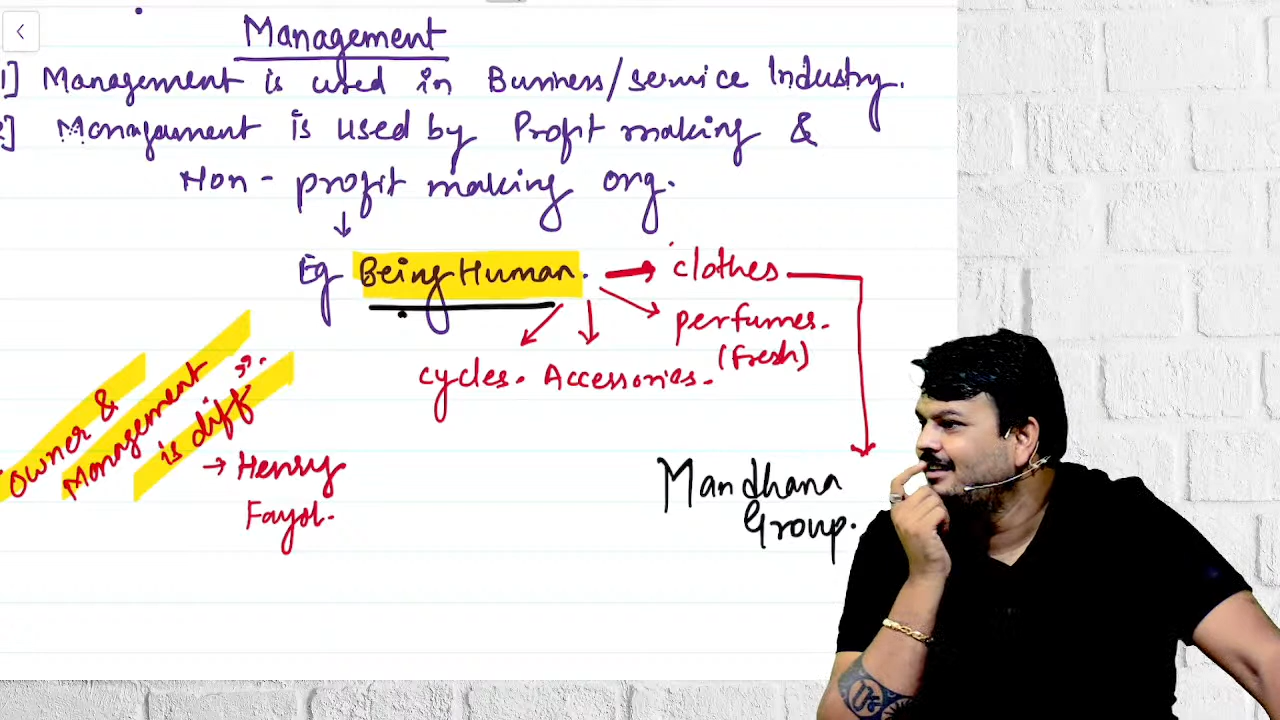 Management
1] Management is used in Business/service Industry.
2] Management is used by Profit making &
Non-profit making org.
Eg Being Human. → clothes
perfumes.
(Fresh)
cycles. Accessories.
Owner &
Management
is diff
→ Henry
Fayol.
Mandhana
Group.